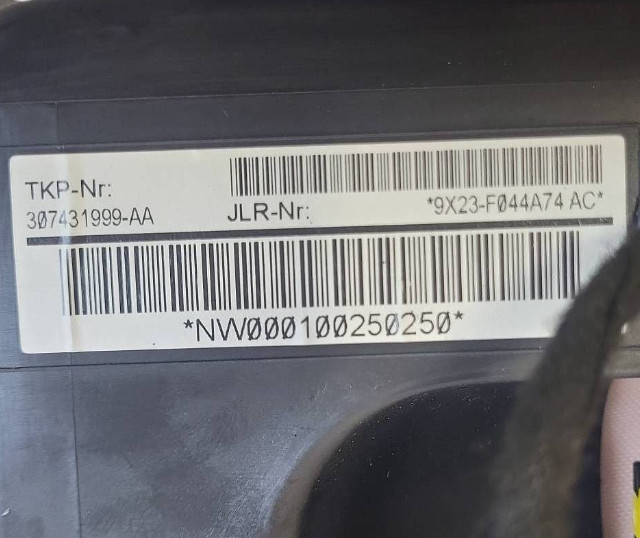 TKP-Nr:
307431999-AA
JLR-Nr:
*9X23-F044A74 AC*
*NW000100250250*